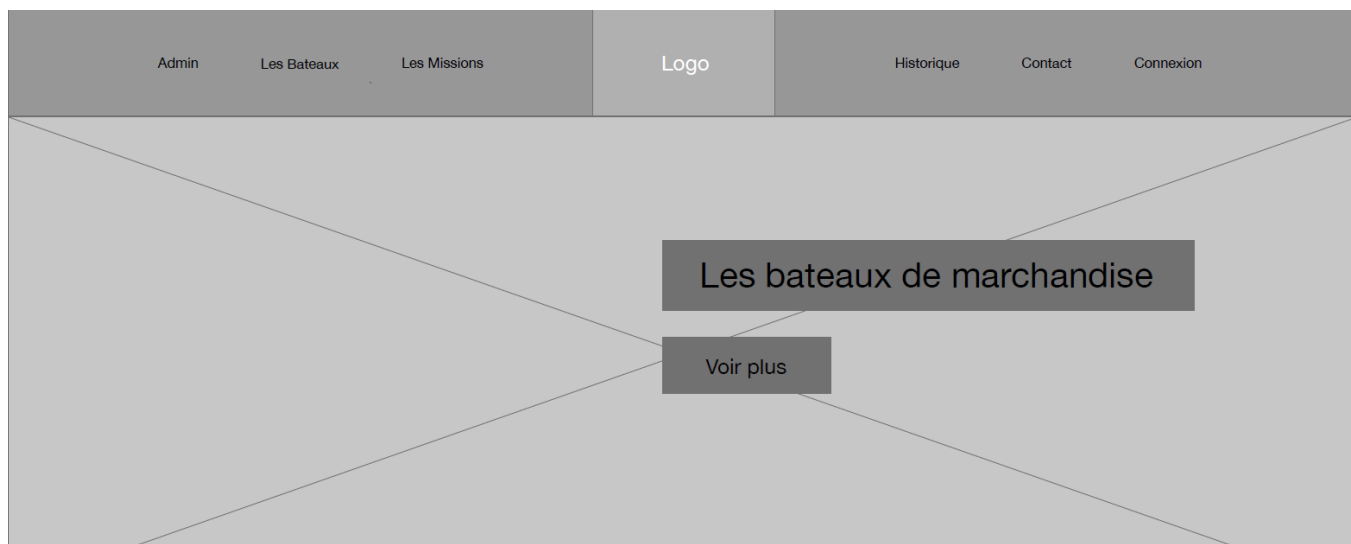 Admin Les Bateaux Les Missions Logo Historique Contact Connexion
Les bateaux de marchandise
Voir plus